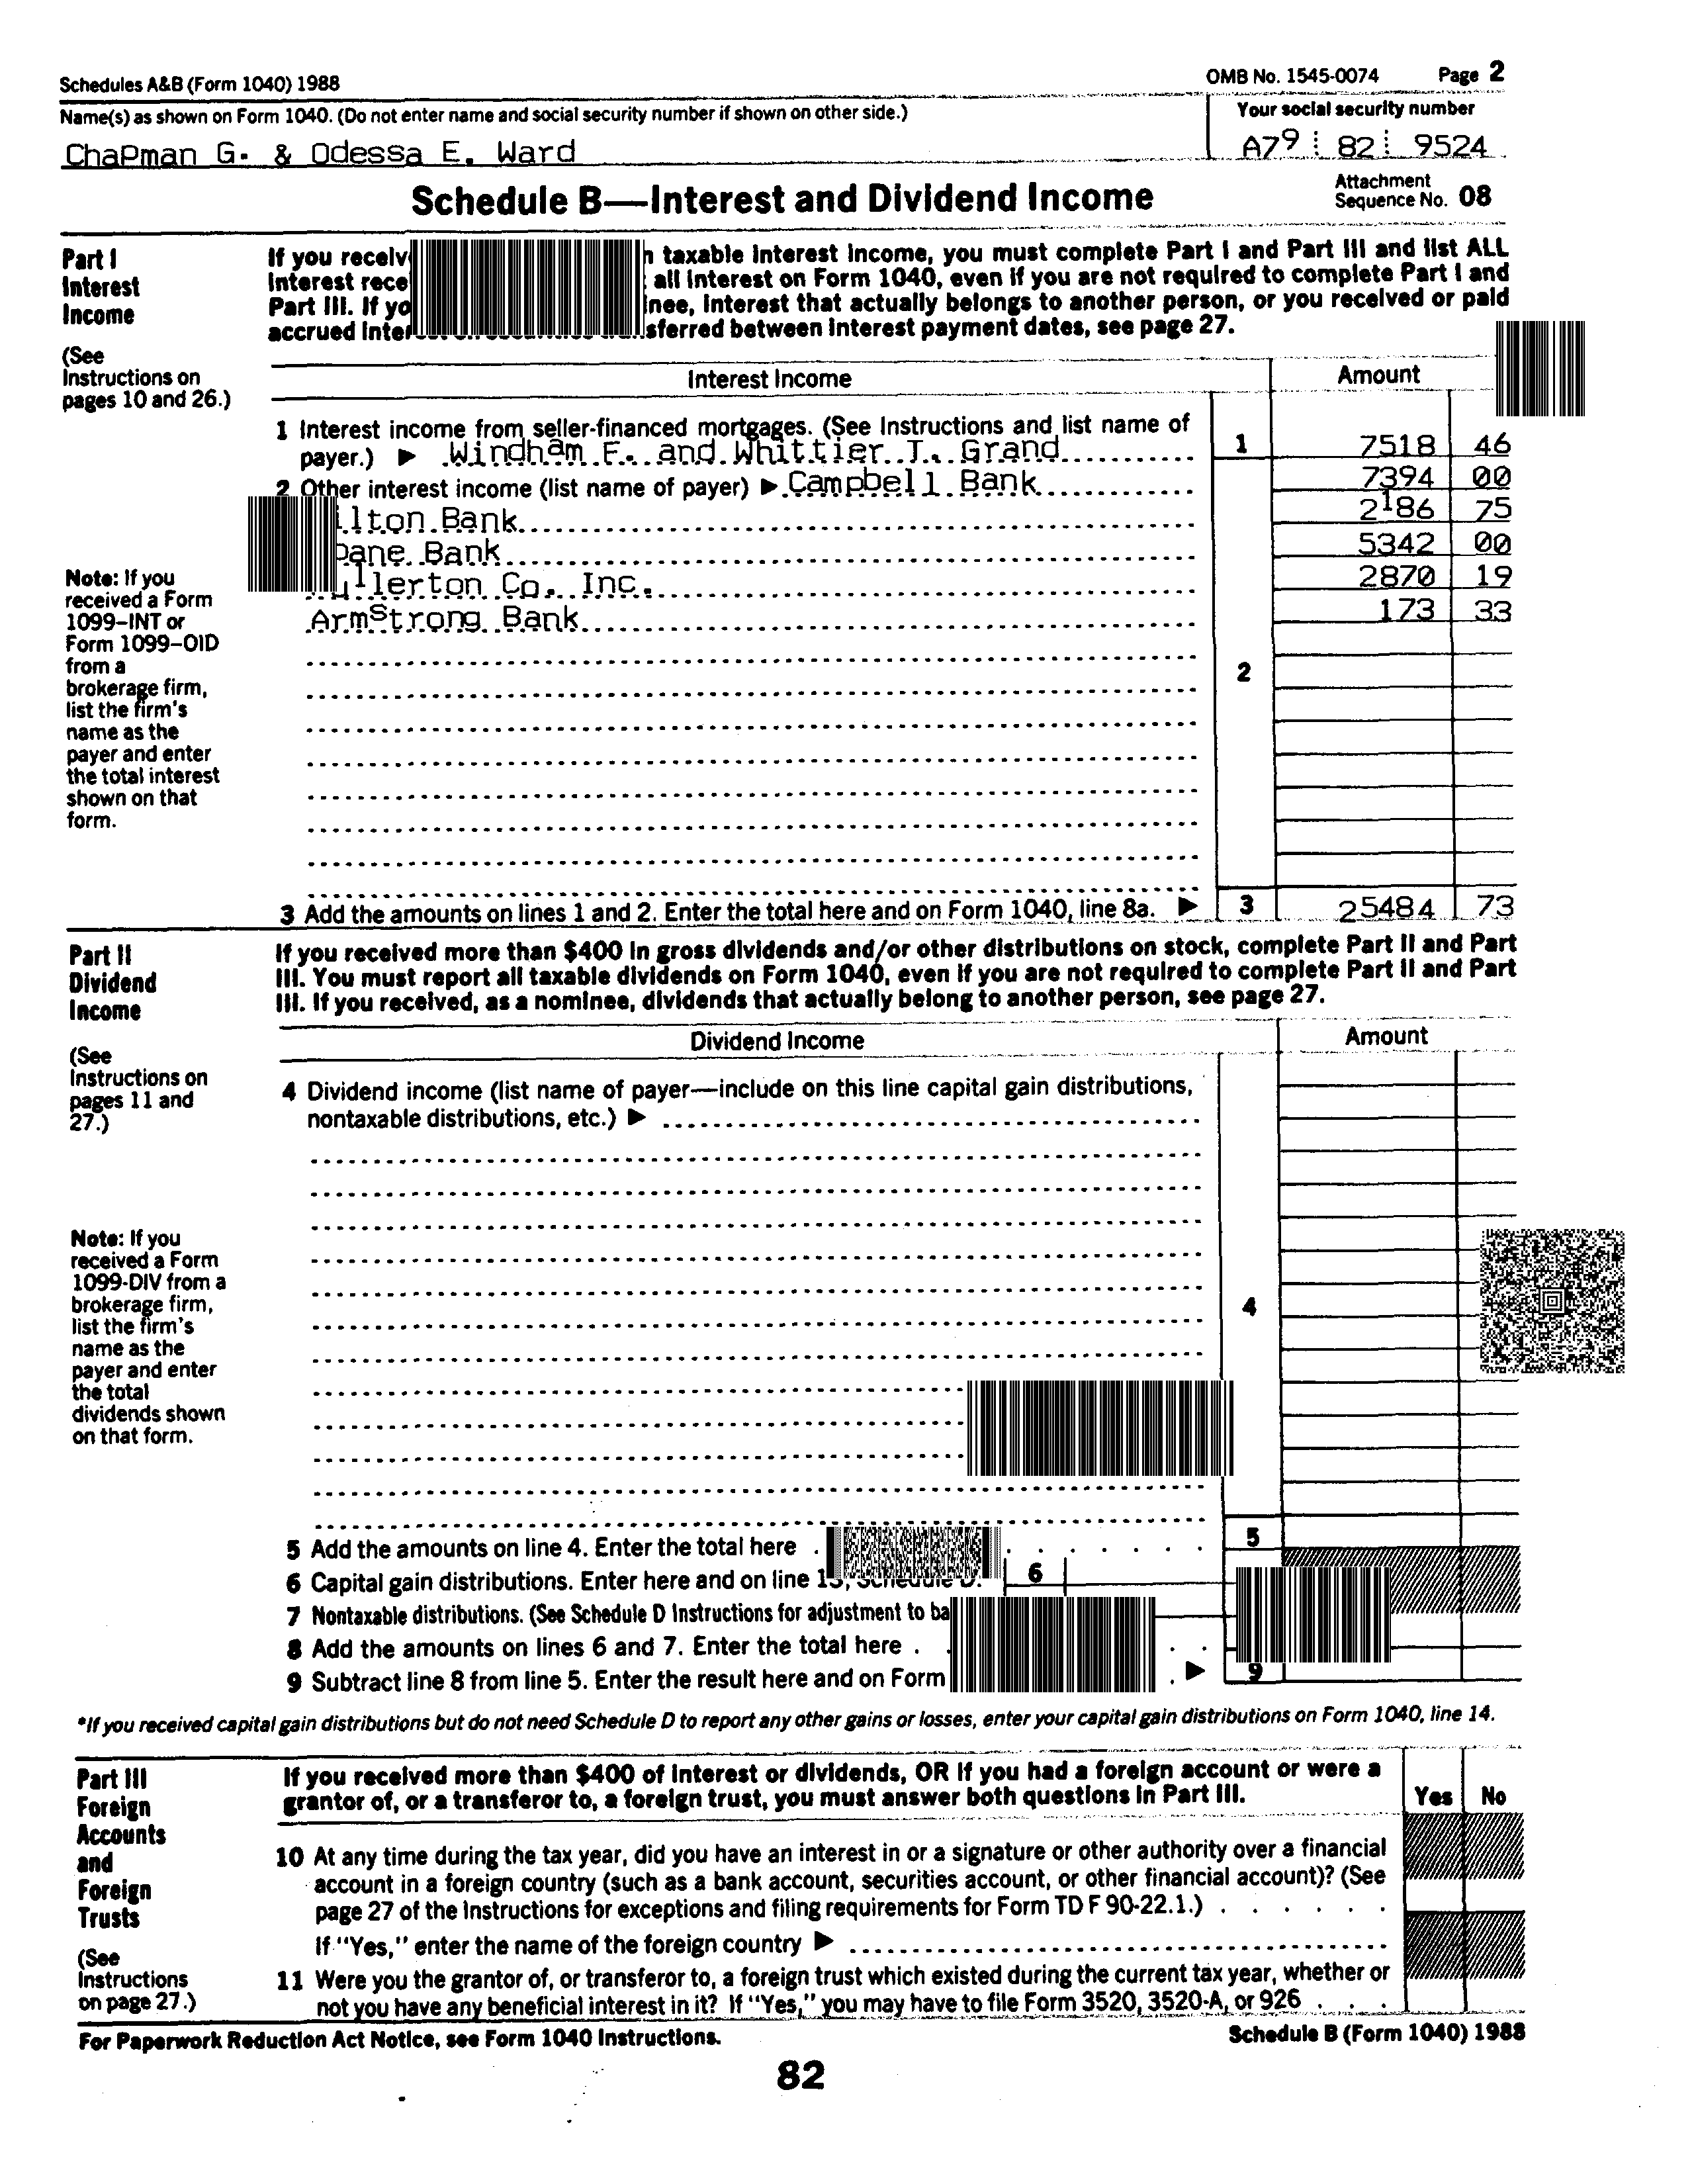 Schedules A&B (Form 1040) 1988
OMB No. 1545-0074 Page 2
Name(s) as shown on Form 1040. (Do not enter name and social security number if shown on other side.)
Your social security number
Chapman G. & Odessa E. Ward
A79 82 9524
Schedule B—Interest and Dividend Income
Attachment
Sequence No. 08
Part I
Interest
Income
(See
Instructions on
pages 10 and 26.)
If you taxable interest income, you must complete Part I and Part III and list ALL
interest all interest on Form 1040, even if you are not required to complete Part I and
Part III. If interest that actually belongs to another person, or you received or paid
accrued between interest payment dates, see page 27.
Interest Income Amount
1 Interest income from seller-financed mortgages. (See Instructions and list name of
payer.) ▶ Windham F. and Whittier J. Grand 1 7518 46
2 Other interest income (list name of payer) ▶ Campbell Bank 7394 00
Bank 2186 75
Bank 5342 00
Co. Inc. 2870 19
Armstrong Bank 173 33
2
Note: If you
received a Form
1099–INT or
Form 1099–OID
from a
brokerage firm,
list the firm's
name as the
payer and enter
the total interest
shown on that
form.
3 Add the amounts on lines 1 and 2. Enter the total here and on Form 1040, line 8a. ▶ 3 25484 73
Part II
Dividend
Income
(See
Instructions on
pages 11 and
27.)
If you received more than $400 in gross dividends and/or other distributions on stock, complete Part II and Part
III. You must report all taxable dividends on Form 1040, even if you are not required to complete Part II and Part
III. If you received, as a nominee, dividends that actually belong to another person, see page 27.
Dividend Income Amount
4 Dividend income (list name of payer—include on this line capital gain distributions,
nontaxable distributions, etc.) ▶
4
Note: If you
received a Form
1099-DIV from a
brokerage firm,
list the firm's
name as the
payer and enter
the total
dividends shown
on that form.
5 Add the amounts on line 4. Enter the total here . . . . . . . 5
6 Capital gain distributions. Enter here and on line 6
7 Nontaxable distributions. (See Schedule D Instructions for adjustment to
8 Add the amounts on lines 6 and 7. Enter the total here . .
9 Subtract line 8 from line 5. Enter the result here and on Form ▶ 9
*If you received capital gain distributions but do not need Schedule D to report any other gains or losses, enter your capital gain distributions on Form 1040, line 14.
Part III
Foreign
Accounts
and
Foreign
Trusts
(See
Instructions
on page 27.)
If you received more than $400 of interest or dividends, OR if you had a foreign account or were a
grantor of, or a transferor to, a foreign trust, you must answer both questions in Part III.
Yes No
10 At any time during the tax year, did you have an interest in or a signature or other authority over a financial
account in a foreign country (such as a bank account, securities account, or other financial account)? (See
page 27 of the Instructions for exceptions and filing requirements for Form TD F 90-22.1.) . . . . . .
If "Yes," enter the name of the foreign country ▶
11 Were you the grantor of, or transferor to, a foreign trust which existed during the current tax year, whether or
not you have any beneficial interest in it? If "Yes," you may have to file Form 3520, 3520-A, or 926 . . .
For Paperwork Reduction Act Notice, see Form 1040 Instructions.
Schedule B (Form 1040) 1988
82